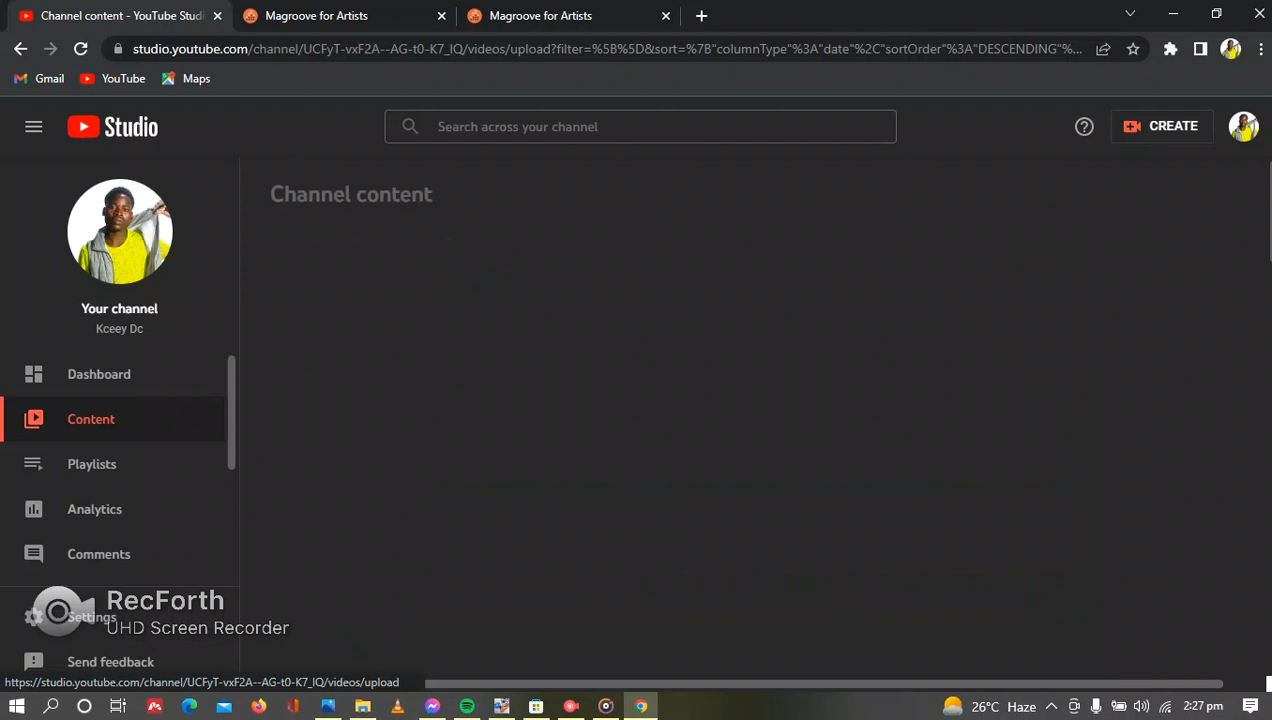 Channel content - YouTube Studi
Magroove for Artists
Magroove for Artists
studio.youtube.com/channel/UCFyT-vxF2A--AG-t0-K7_IQ/videos/upload?filter=%5B%5D&sort=%7B"columnType"%3A"date"%2C"sortOrder"%3A"DESCENDING"%...
Gmail
YouTube
Maps
Studio
Search across your channel
CREATE
Channel content
Your channel
Kceey Dc
Dashboard
Content
Playlists
Analytics
Comments
Settings
RecForth
UHD Screen Recorder
Send feedback
https://studio.youtube.com/channel/UCFyT-vxF2A--AG-t0-K7_IQ/videos/upload
26°C Haze
2:27 pm